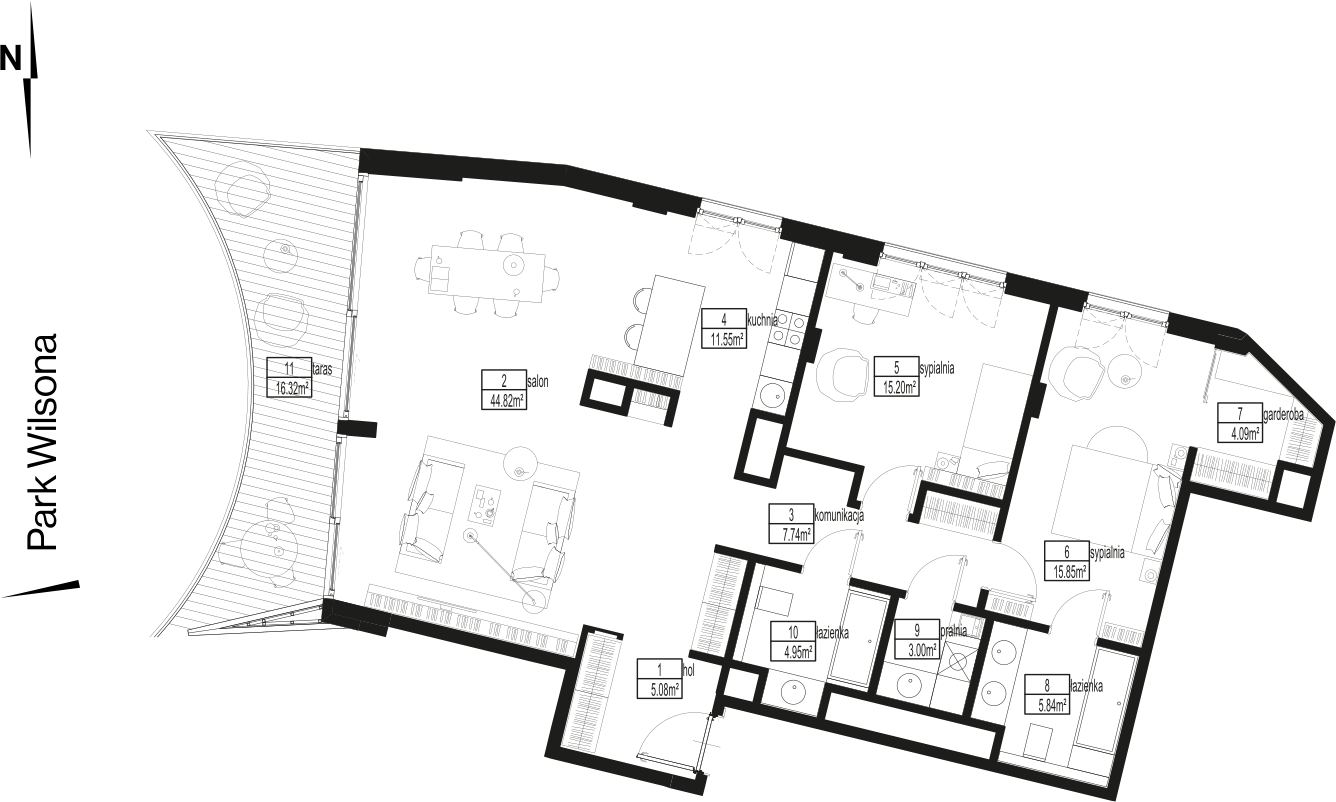 N
Park Wilsona
11 taras
16.32m²
2 salon
44.82m²
4 kuchnia
11.55m²
5 sypialnia
15.20m²
7 garderoba
4.09m²
3 komunikacja
7.74m²
6 sypialnia
15.85m²
10 łazienka
4.95m²
9 pralnia
3.00m²
1 hol
5.08m²
8 łazienka
5.84m²